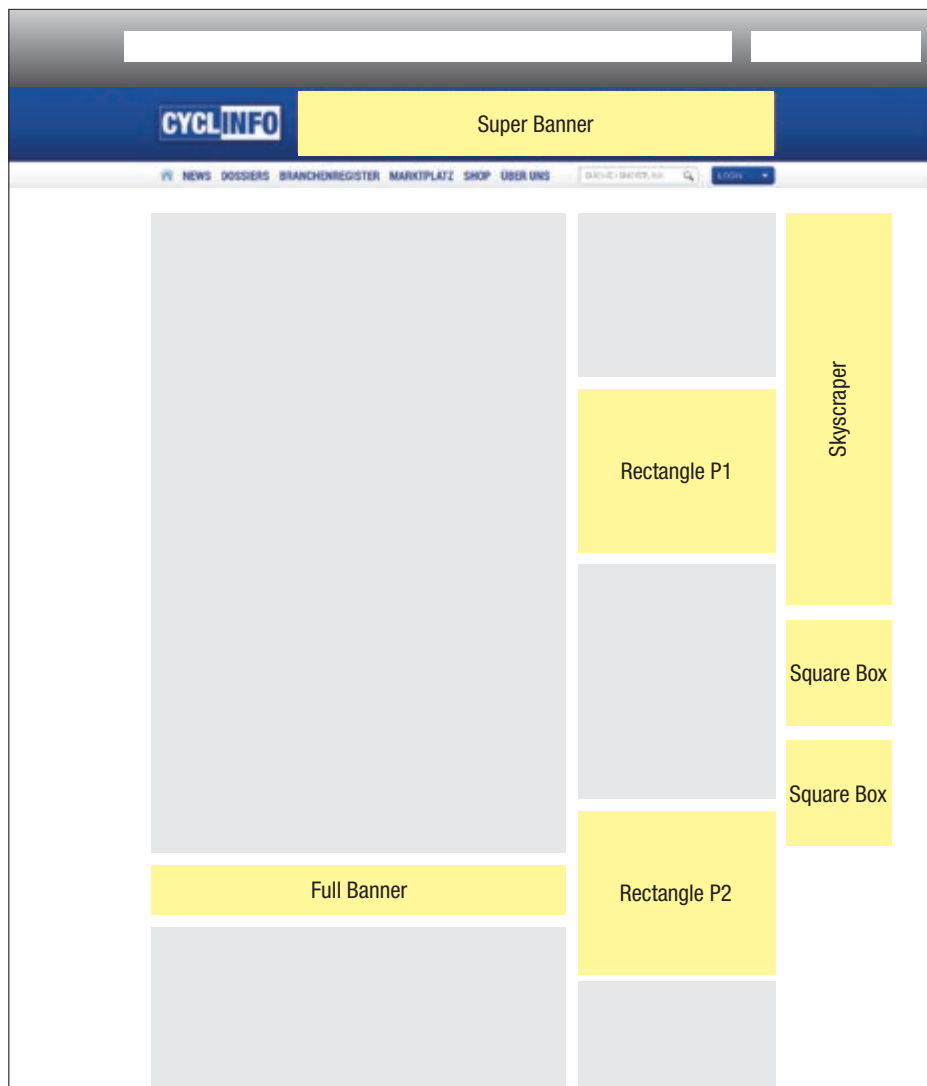 CYCLINFO
Super Banner
NEWS DOSSIERS BRANCHENREGISTER MARKTPLATZ SHOP ÜBER UNS
LOGIN
Skyscraper
Rectangle P1
Square Box
Square Box
Full Banner
Rectangle P2